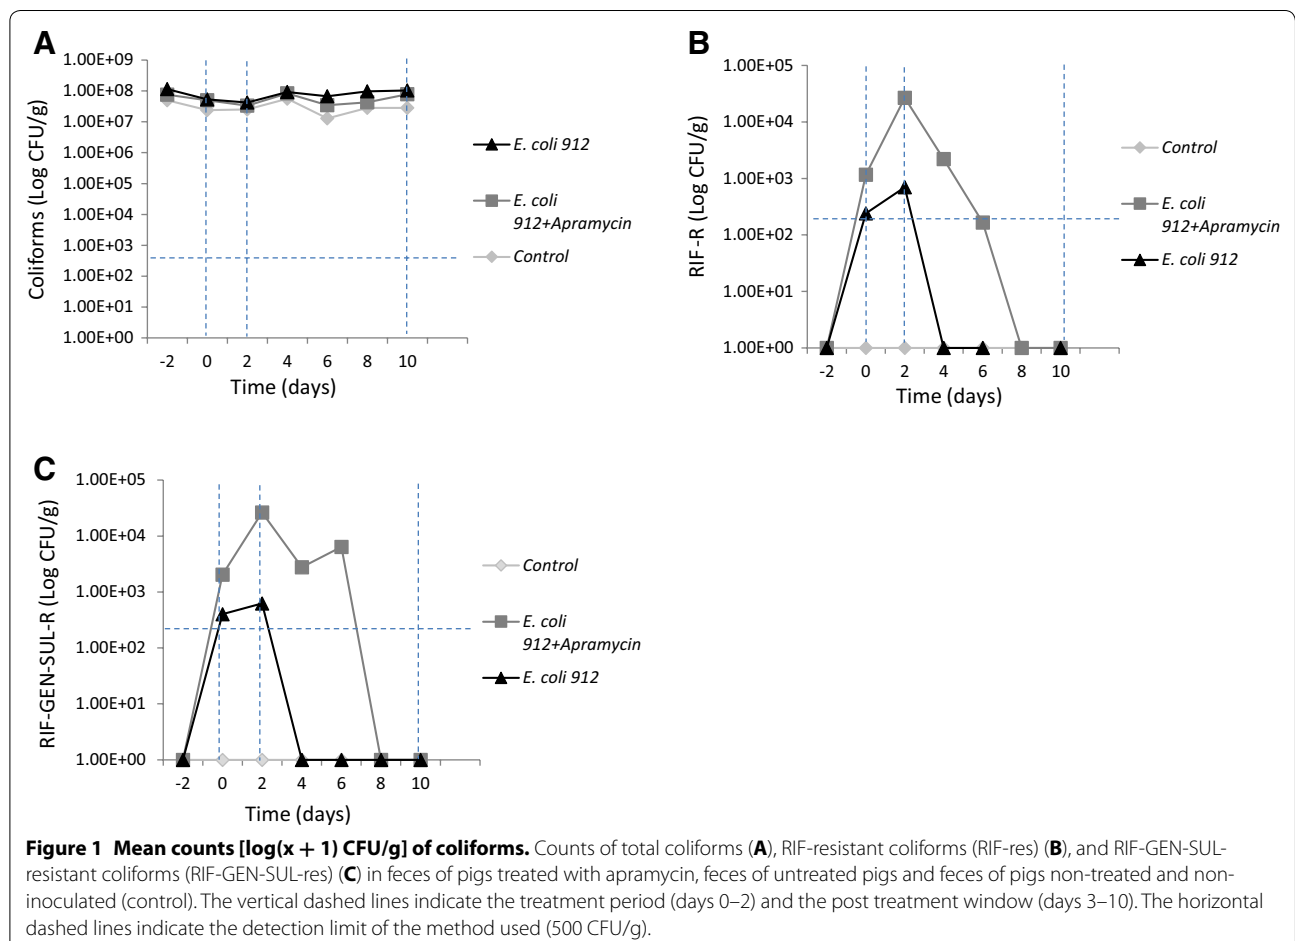 A
Coliforms (Log CFU/g)
1.00E+09
1.00E+08
1.00E+07
1.00E+06
1.00E+05
1.00E+04
1.00E+03
1.00E+02
1.00E+01
1.00E+00
-2 0 2 4 6 8 10
Time (days)
E. coli 912
E. coli
912+Apramycin
Control
B
RIF -R (Log CFU/g)
1.00E+05
1.00E+04
1.00E+03
1.00E+02
1.00E+01
1.00E+00
-2 0 2 4 6 8 10
Time (days)
Control
E. coli
912+Apramycin
E. coli 912
C
RIF-GEN-SUL-R (Log CFU/g)
1.00E+05
1.00E+04
1.00E+03
1.00E+02
1.00E+01
1.00E+00
-2 0 2 4 6 8 10
Time (days)
Control
E. coli
912+Apramycin
E. coli 912
Figure 1 Mean counts [log(x + 1) CFU/g] of coliforms. Counts of total coliforms (A), RIF-resistant coliforms (RIF-res) (B), and RIF-GEN-SUL-
resistant coliforms (RIF-GEN-SUL-res) (C) in feces of pigs treated with apramycin, feces of untreated pigs and feces of pigs non-treated and non-
inoculated (control). The vertical dashed lines indicate the treatment period (days 0–2) and the post treatment window (days 3–10). The horizontal
dashed lines indicate the detection limit of the method used (500 CFU/g).